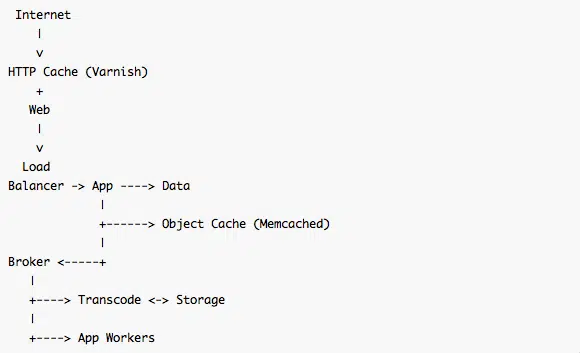 Internet
|
v
HTTP Cache (Varnish)
+
Web
|
v
Load
Balancer -> App ----> Data
|
+------> Object Cache (Memcached)
|
Broker <-----+
|
+----> Transcode <-> Storage
|
+----> App Workers